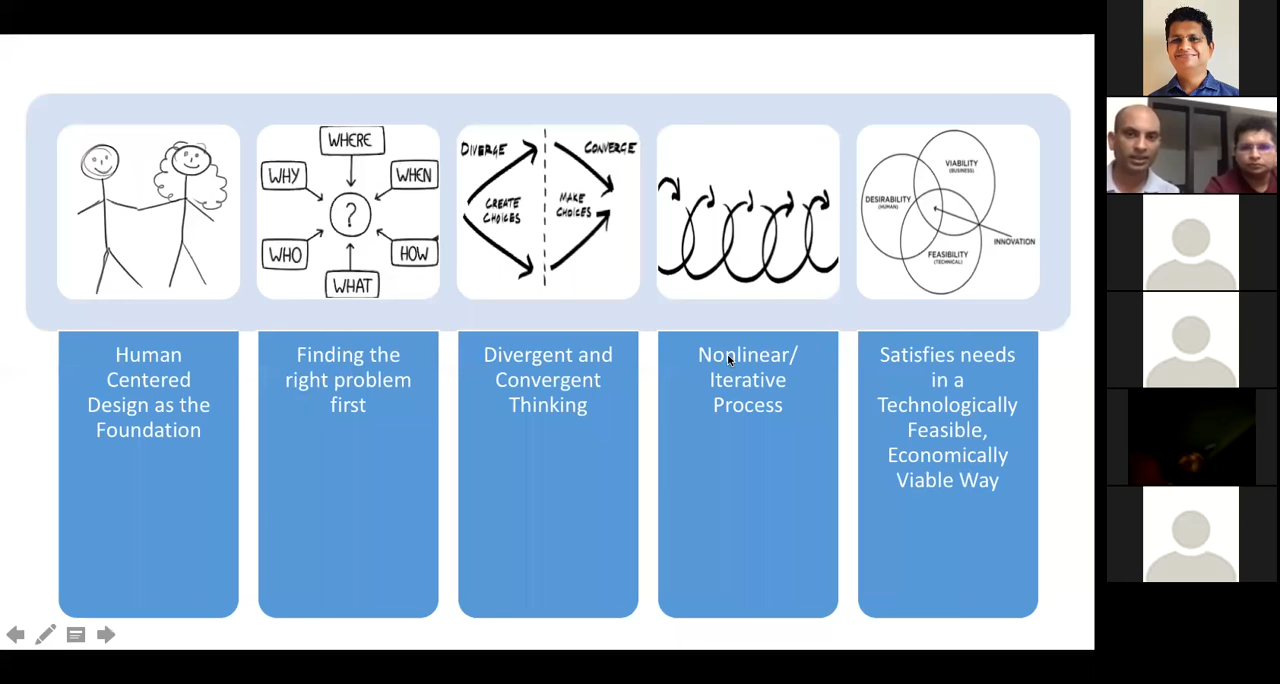 WHERE
WHY
WHEN
?
WHO
HOW
WHAT
DIVERGE
CONVERGE
CREATE
CHOICES
MAKE
CHOICES
VIABILITY
(BUSINESS)
DESIRABILITY
(HUMAN)
INNOVATION
FEASIBILITY
(TECHNICAL)
Human
Centered
Design as the
Foundation
Finding the
right problem
first
Divergent and
Convergent
Thinking
Nonlinear/
Iterative
Process
Satisfies needs
in a
Technologically
Feasible,
Economically
Viable Way